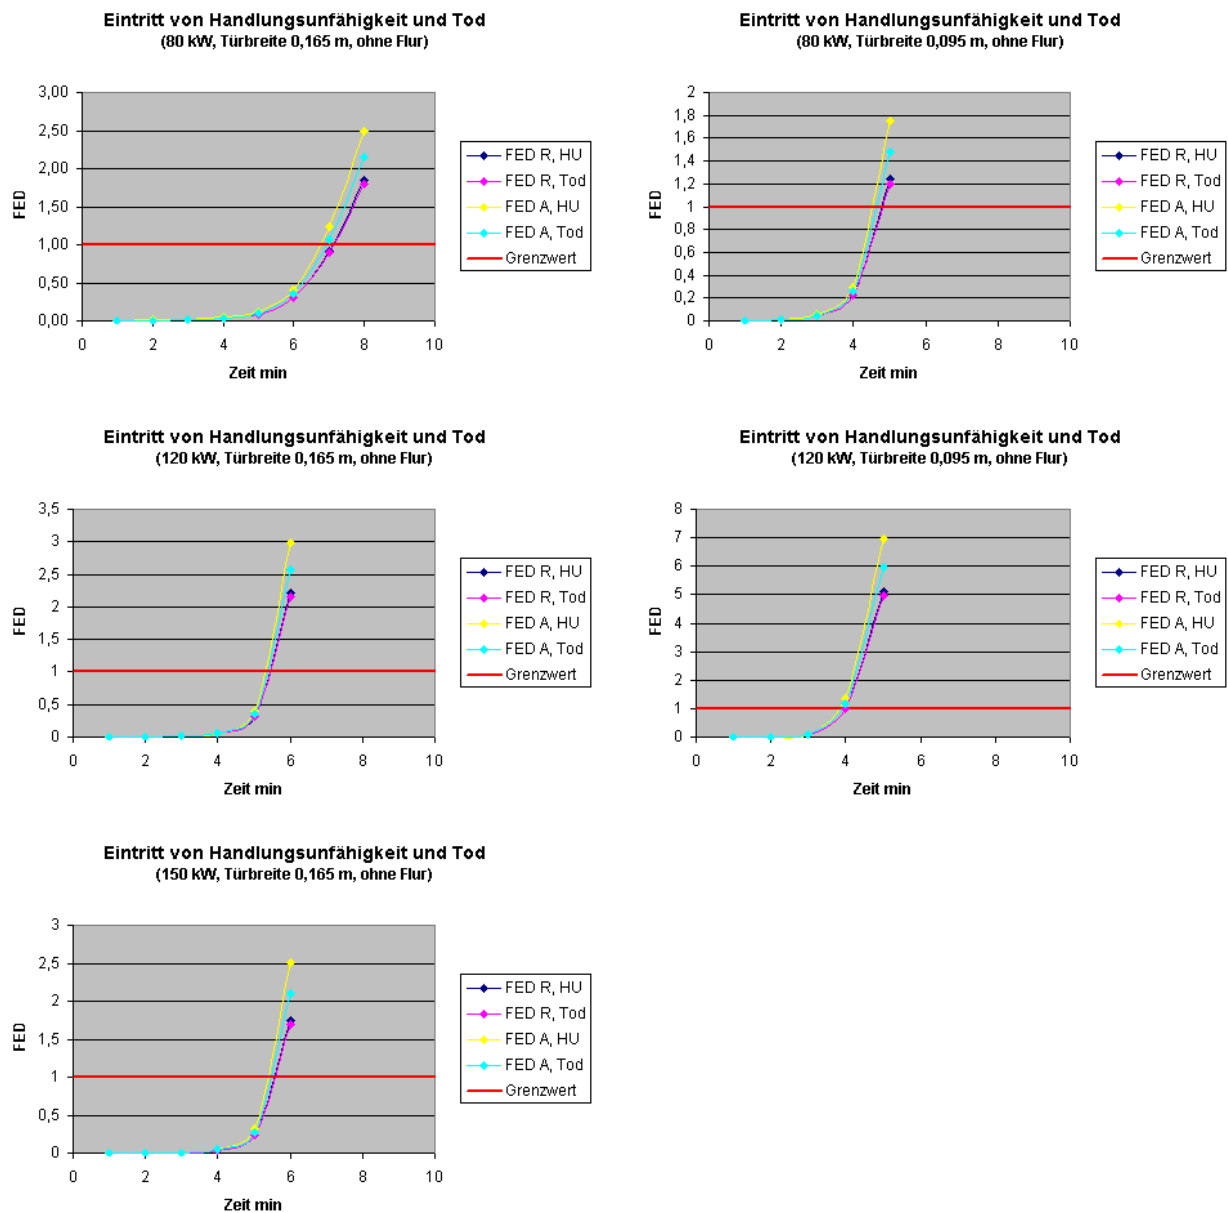 Eintritt von Handlungsunfähigkeit und Tod
(80 kW, Türbreite 0,165 m, ohne Flur)
3,00
2,50
2,00
1,50
1,00
0,50
0,00
FED
0 2 4 6 8 10
Zeit min
FED R, HU
FED R, Tod
FED A, HU
FED A, Tod
Grenzwert
Eintritt von Handlungsunfähigkeit und Tod
(80 kW, Türbreite 0,095 m, ohne Flur)
2
1,8
1,6
1,4
1,2
1
0,8
0,6
0,4
0,2
0
FED
0 2 4 6 8 10
Zeit min
FED R, HU
FED R, Tod
FED A, HU
FED A, Tod
Grenzwert
Eintritt von Handlungsunfähigkeit und Tod
(120 kW, Türbreite 0,165 m, ohne Flur)
3,5
3
2,5
2
1,5
1
0,5
0
FED
0 2 4 6 8 10
Zeit min
FED R, HU
FED R, Tod
FED A, HU
FED A, Tod
Grenzwert
Eintritt von Handlungsunfähigkeit und Tod
(120 kW, Türbreite 0,095 m, ohne Flur)
8
7
6
5
4
3
2
1
0
FED
0 2 4 6 8 10
Zeit min
FED R, HU
FED R, Tod
FED A, HU
FED A, Tod
Grenzwert
Eintritt von Handlungsunfähigkeit und Tod
(150 kW, Türbreite 0,165 m, ohne Flur)
3
2,5
2
1,5
1
0,5
0
FED
0 2 4 6 8 10
Zeit min
FED R, HU
FED R, Tod
FED A, HU
FED A, Tod
Grenzwert